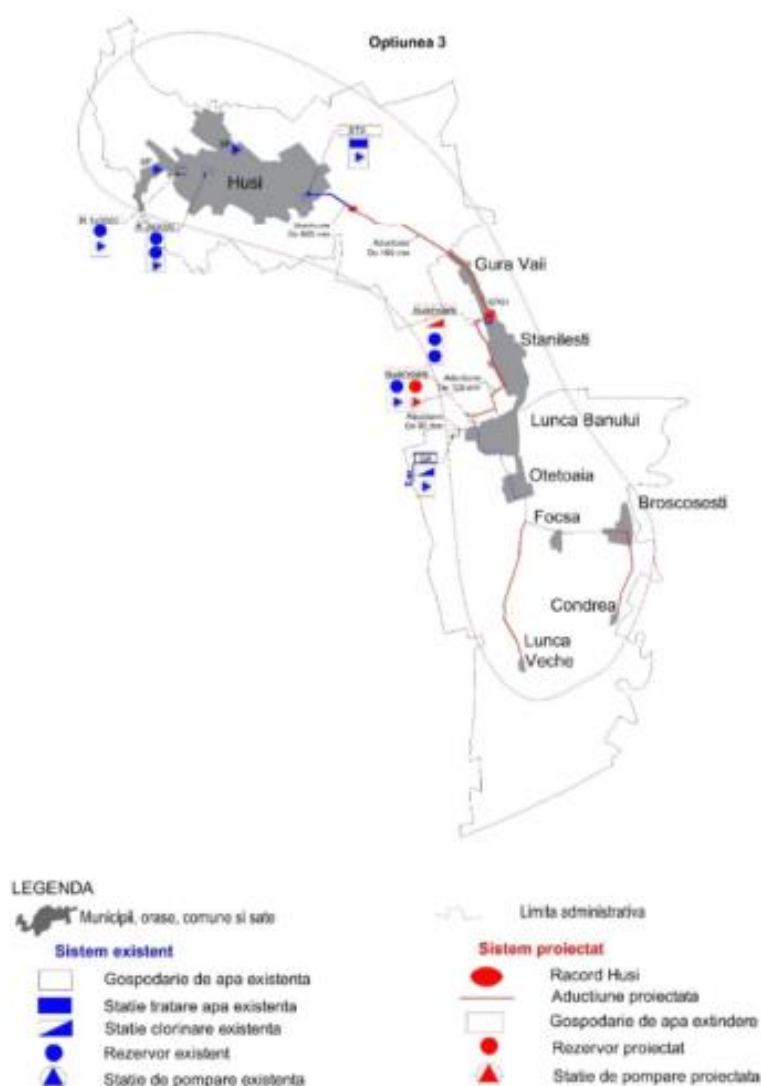 Optiunea 3
Husi
Gura Vaii
Stanilesti
Lunca Banului
Otetoaia
Focsa
Broscosesti
Condrea
Lunca
Veche
Aductiune
Aductiune
LEGENDA
Municipii, orase, comune si sate
Limita administrativa
Sistem existent
Sistem proiectat
Gospodarie de apa existenta
Racord Husi
Statie tratare apa existenta
Aductiune proiectata
Statie clorinare existenta
Gospodarie de apa extindere
Rezervor existent
Rezervor proiectat
Statie de pompare existenta
Statie de pompare proiectata